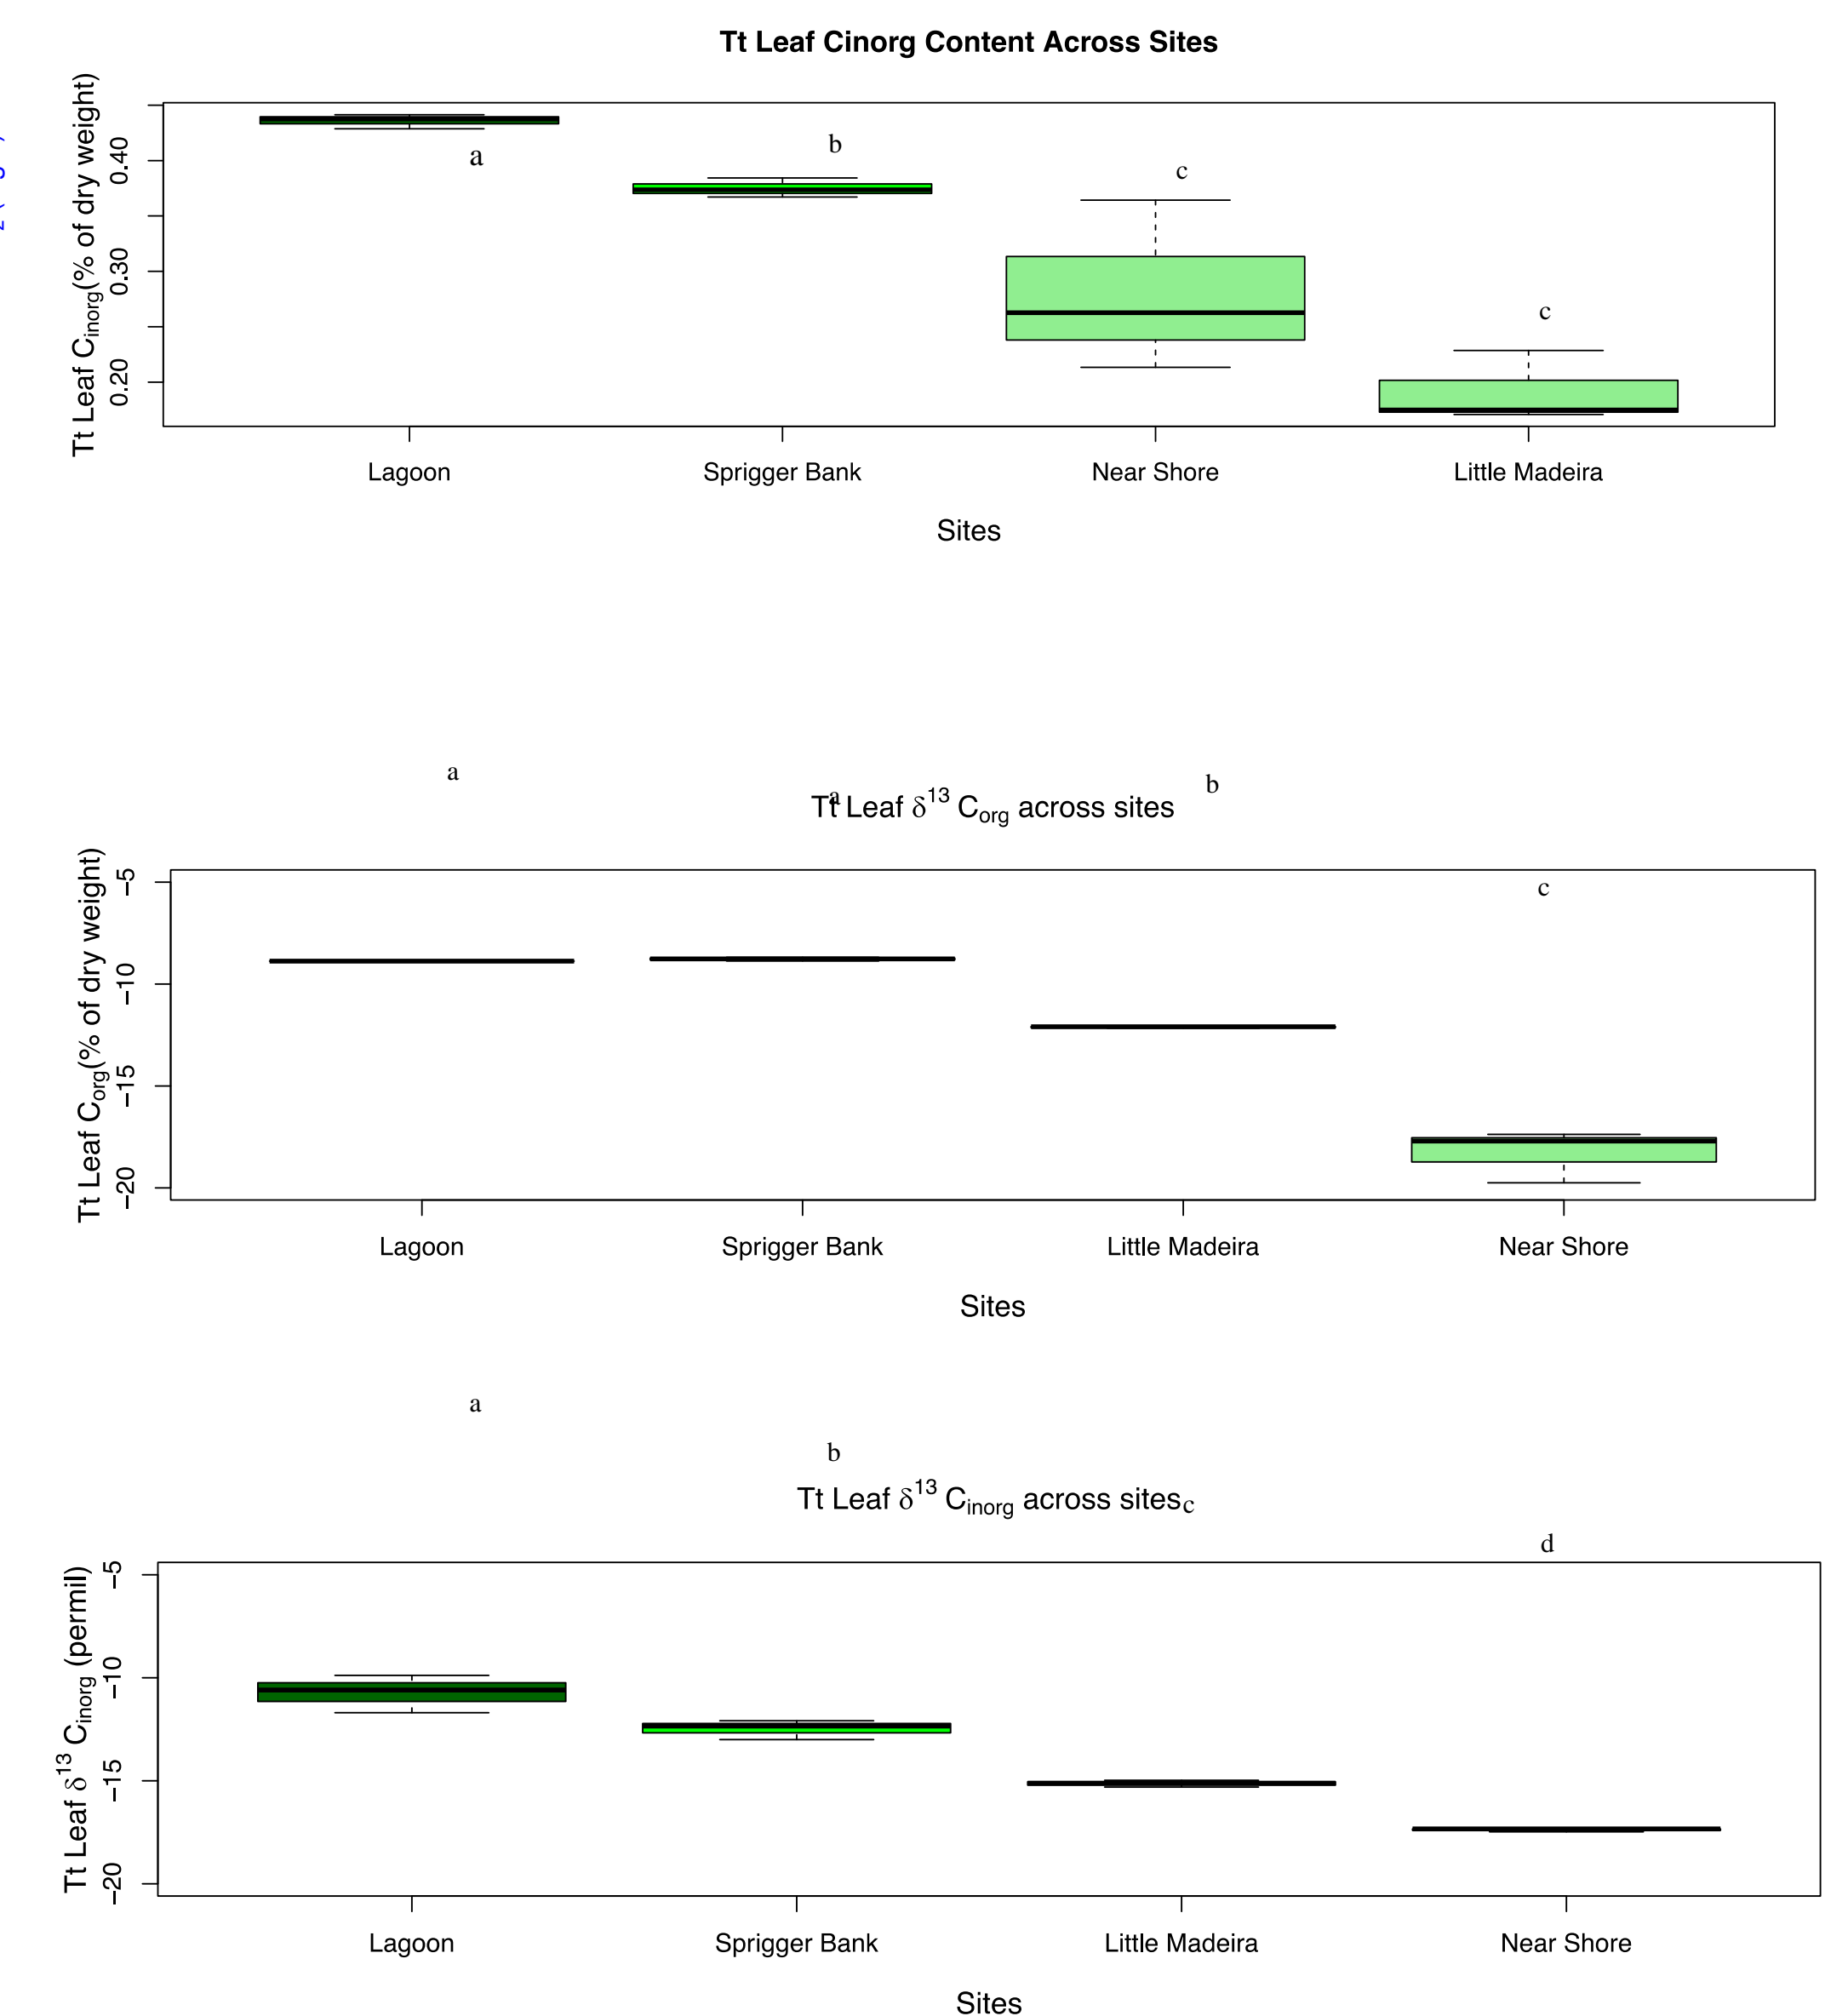 Tt Leaf Cinorg Content Across Sites
Tt Leaf Cinorg(% of dry weight)
0.40
0.30
0.20
a
b
c
c
Lagoon
Sprigger Bank
Near Shore
Little Madeira
Sites
a
a
b
Tt Leaf δ13 Corg across sites
Tt Leaf Corg(% of dry weight)
−5
−10
−15
−20
c
Lagoon
Sprigger Bank
Little Madeira
Near Shore
Sites
a
b
Tt Leaf δ13 Cinorg across sites
c
d
Tt Leaf δ13 Cinorg (permil)
−5
−10
−15
−20
Lagoon
Sprigger Bank
Little Madeira
Near Shore
Sites